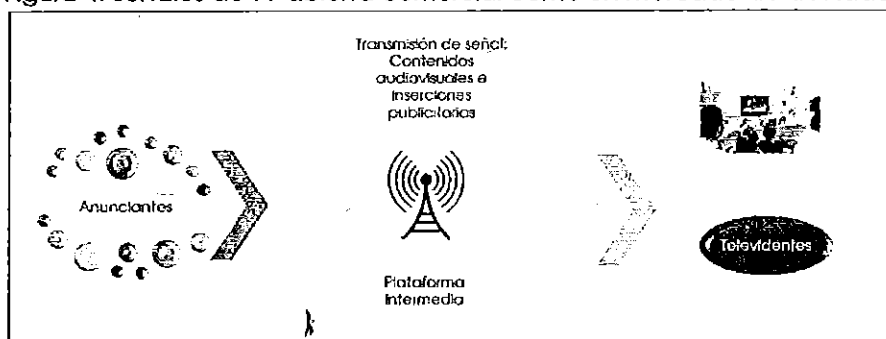 Transmisión de señal:
Contenidos
audiovisuales e
inserciones
publicitarias
Anunciantes
Televidentes
Plataforma
Intermedia